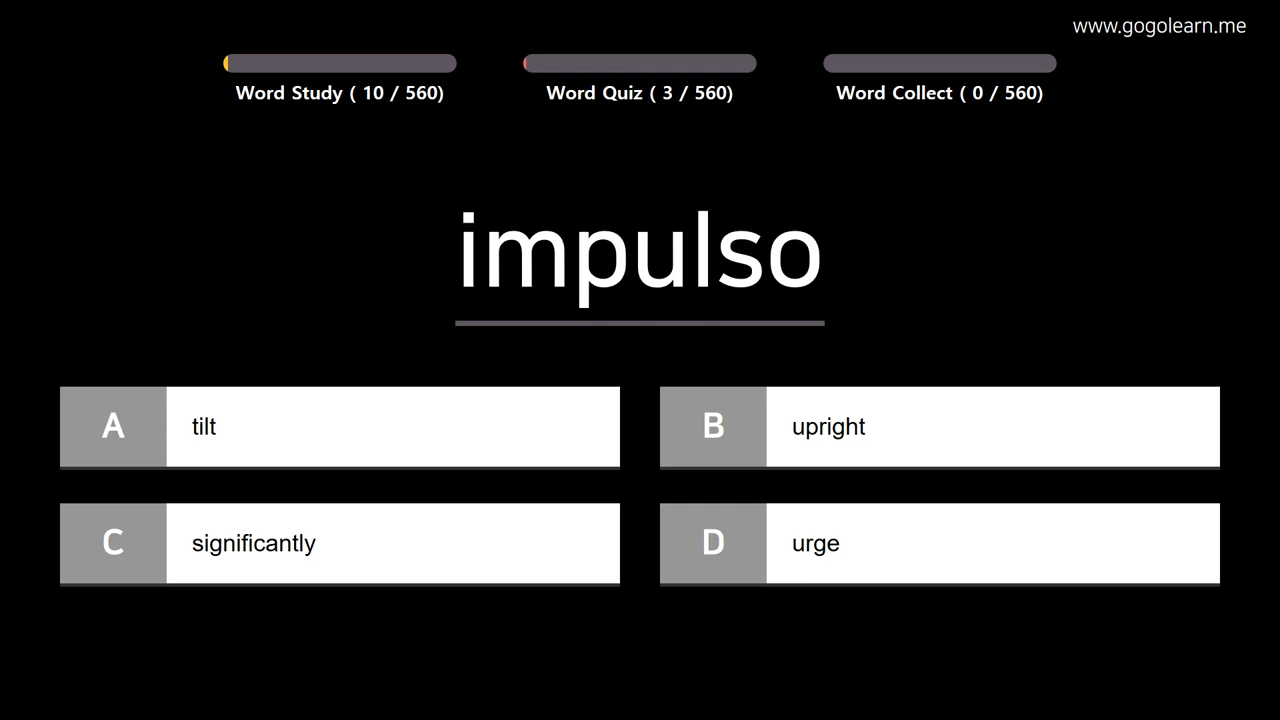 www.gogolearn.me
Word Study ( 10 / 560)
Word Quiz ( 3 / 560)
Word Collect ( 0 / 560)
impulso
A tilt
B upright
C significantly
D urge